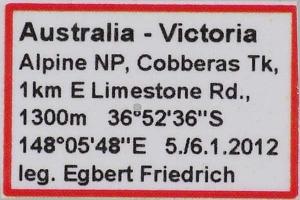 Australia - Victoria
Alpine NP, Cobberas Tk,
1km E Limestone Rd.,
1300m 36°52'36"S
148°05'48"E 5./6.1.2012
leg. Egbert Friedrich